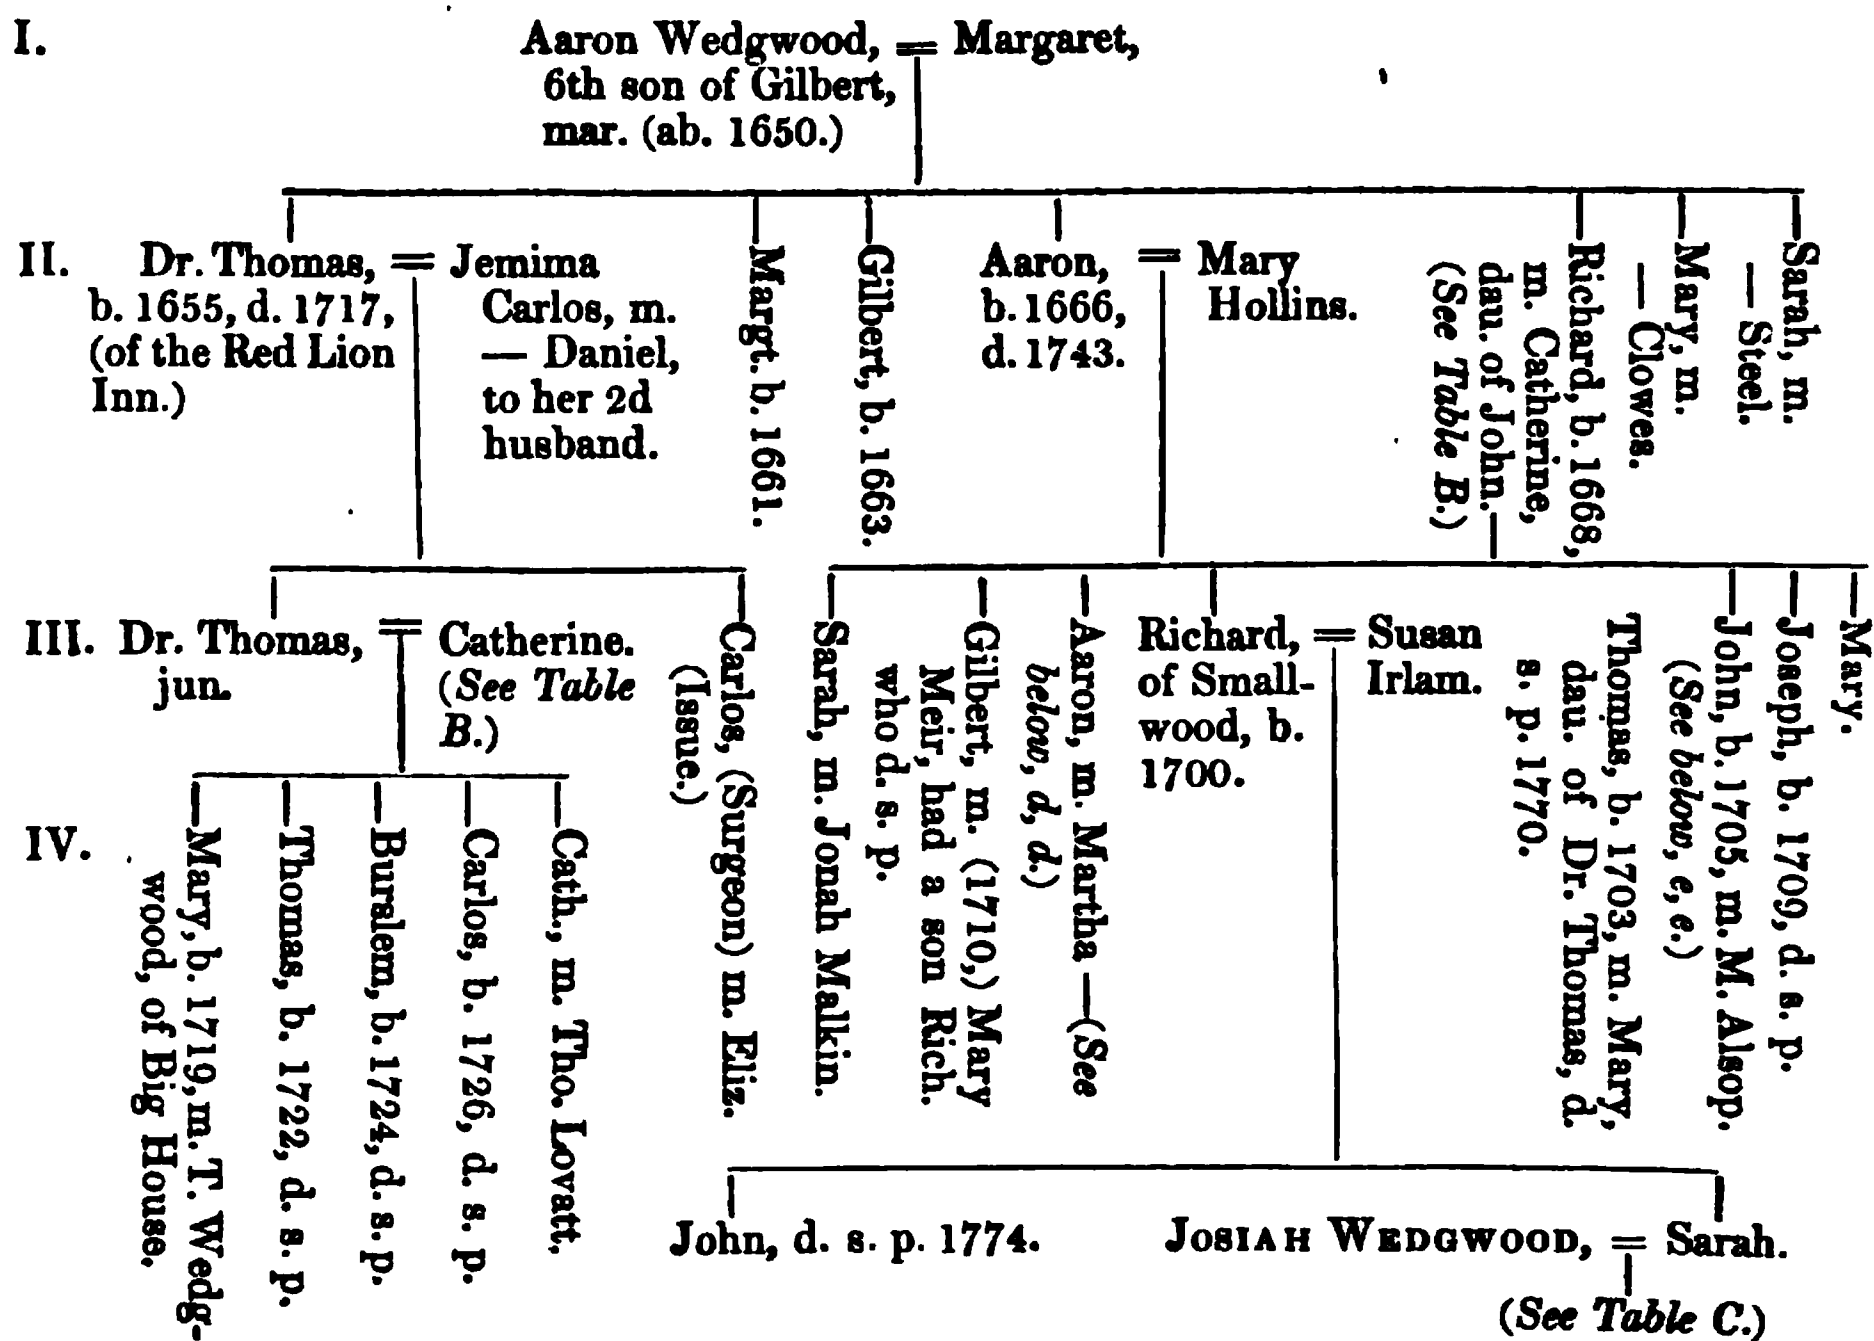 I.
Aaron Wedgwood, = Margaret,
6th son of Gilbert,
mar. (ab. 1650.)
II.
Dr. Thomas, =
b. 1655, d. 1717,
(of the Red Lion
Inn.)
Jemima
Carlos, m.
— Daniel,
to her 2d
husband.
Margt. b. 1661.
Gilbert, b. 1663.
Aaron, =
b. 1666,
d. 1743.
Mary
Hollins.
Richard, b. 1668,
m. Catherine,
dau. of John.—
(See Table B.)
Mary, m.
— Clowes.
Sarah, m.
— Steel.
III.
Dr. Thomas, =
jun.
Catherine.
(See Table
B.)
Carlos, (Surgeon) m. Eliz.
(Issue.)
Sarah, m. Jonah Malkin.
Gilbert, m. (1710,) Mary
Meir, had a son Rich.
who d. s. p.
Aaron, m. Martha —(See
below, d, d.)
Richard, =
of Small-
wood, b.
1700.
Susan
Irlam.
Thomas, b. 1703, m. Mary,
dau. of Dr. Thomas, d.
s. p. 1770.
John, b. 1705, m. M. Alsop.
(See below, e, e.)
Joseph, b. 1709, d. s. p.
Mary.
IV.
Mary, b. 1719, m. T. Wedg-
wood, of Big House.
Thomas, b. 1722, d. s. p.
Burslem, b. 1724, d. s. p.
Carlos, b. 1726, d. s. p.
Cath., m. Tho. Lovatt.
John, d. s. p. 1774.
JOSIAH WEDGWOOD, = Sarah.
(See Table C.)